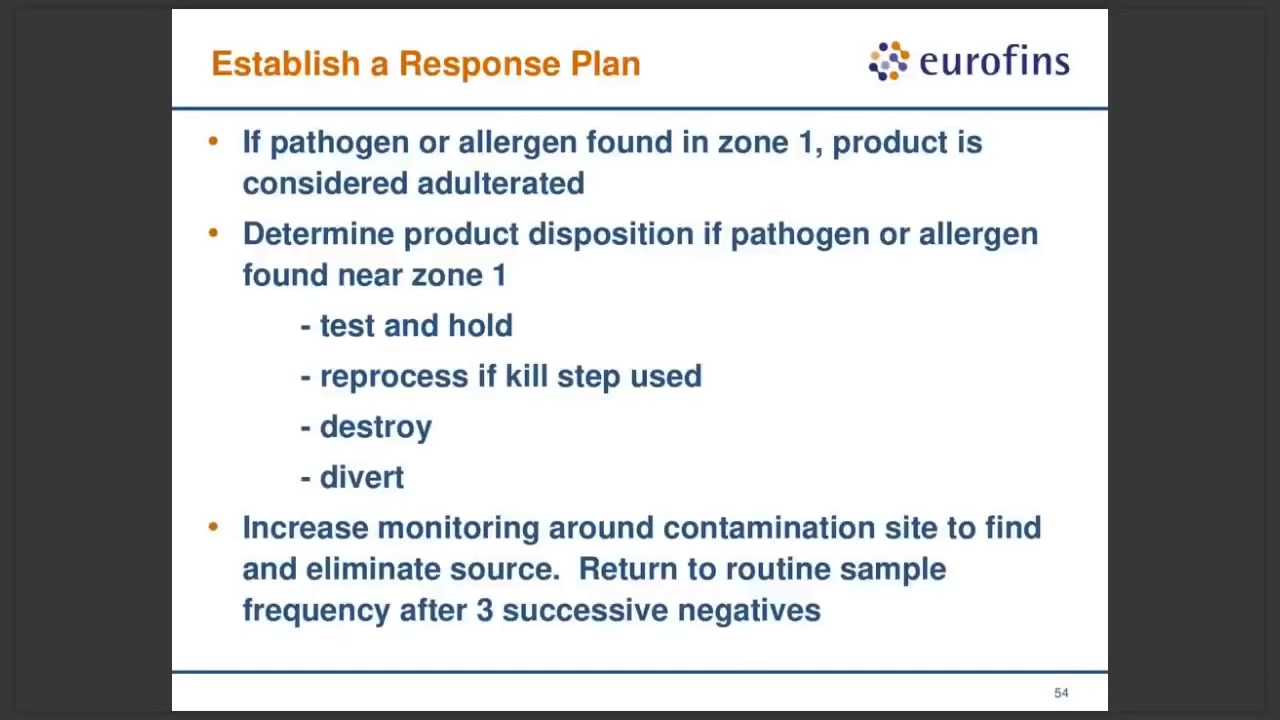 Establish a Response Plan
eurofins
• If pathogen or allergen found in zone 1, product is
considered adulterated
• Determine product disposition if pathogen or allergen
found near zone 1
- test and hold
- reprocess if kill step used
- destroy
- divert
• Increase monitoring around contamination site to find
and eliminate source.  Return to routine sample
frequency after 3 successive negatives
54